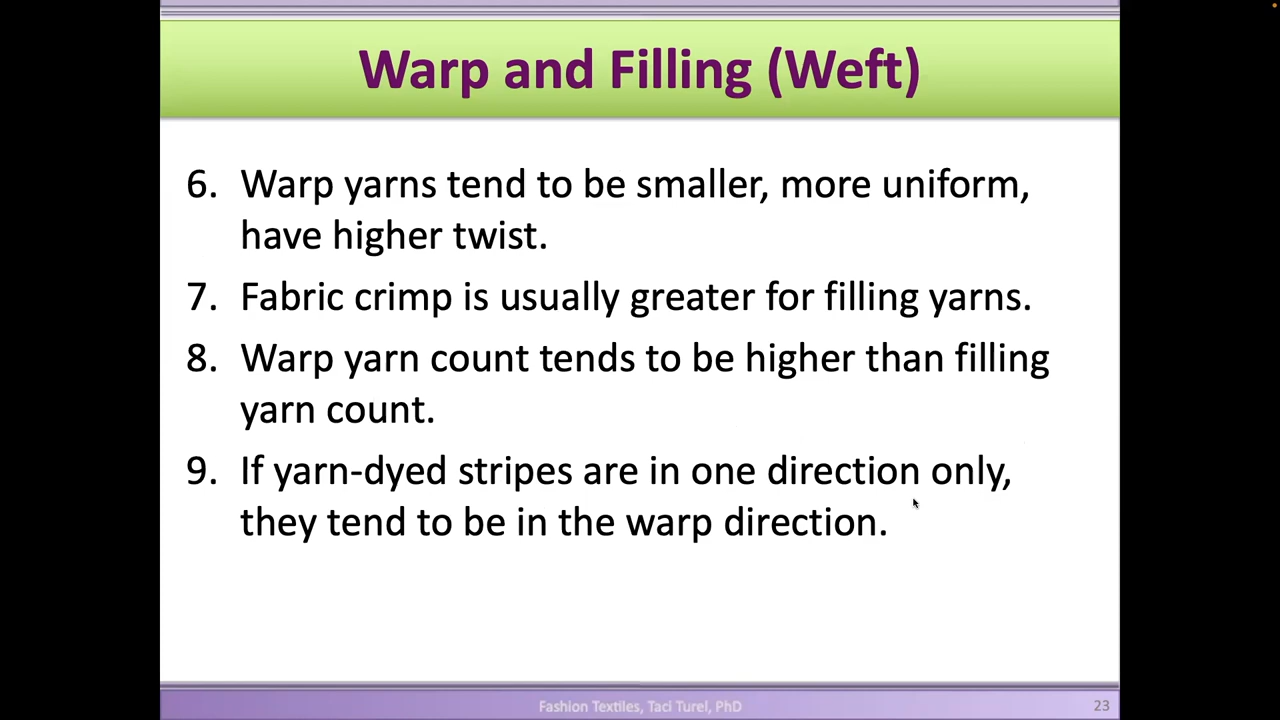 Warp and Filling (Weft)
6. Warp yarns tend to be smaller, more uniform,
have higher twist.
7. Fabric crimp is usually greater for filling yarns.
8. Warp yarn count tends to be higher than filling
yarn count.
9. If yarn-dyed stripes are in one direction only,
they tend to be in the warp direction.
Fashion Textiles, Taci Turel, PhD
23